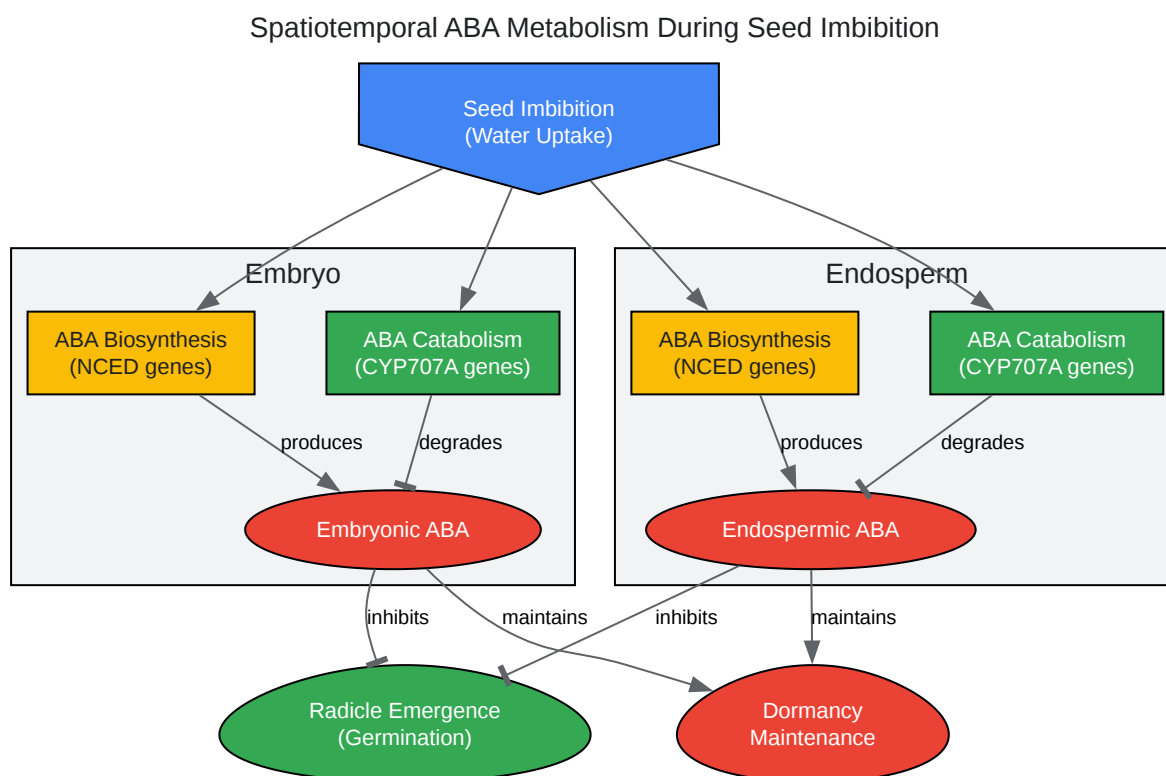 Spatiotemporal ABA Metabolism During Seed Imbibition
Seed Imbibition
(Water Uptake)
Embryo
Endosperm
ABA Biosynthesis
(NCED genes)
ABA Catabolism
(CYP707A genes)
ABA Biosynthesis
(NCED genes)
ABA Catabolism
(CYP707A genes)
produces
degrades
produces
degrades
Embryonic ABA
Endospermic ABA
inhibits
maintains
inhibits
maintains
Radicle Emergence
(Germination)
Dormancy
Maintenance